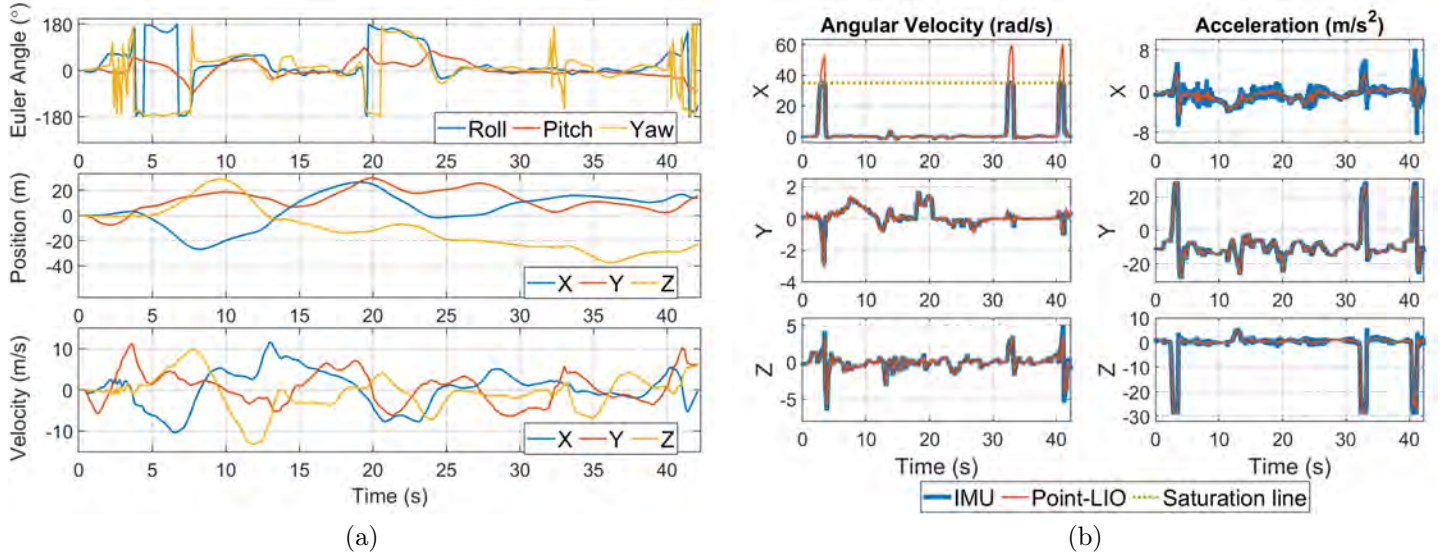 Euler Angle (°)
180
0
-180
Roll Pitch Yaw
0 5 10 15 20 25 30 35 40
Position (m)
20
0
-20
-40
X Y Z
0 5 10 15 20 25 30 35 40
Velocity (m/s)
10
0
-10
X Y Z
0 5 10 15 20 25 30 35 40
Time (s)
(a)
Angular Velocity (rad/s)
X
60
40
20
0
0 10 20 30 40
Y
2
0
-2
-4
0 10 20 30 40
Z
5
0
-5
0 10 20 30 40
Time (s)
Acceleration (m/s²)
X
8
0
-8
0 10 20 30 40
Y
20
0
-20
0 10 20 30 40
Z
10
0
-10
-20
-30
0 10 20 30 40
Time (s)
IMU Point-LIO Saturation line
(b)